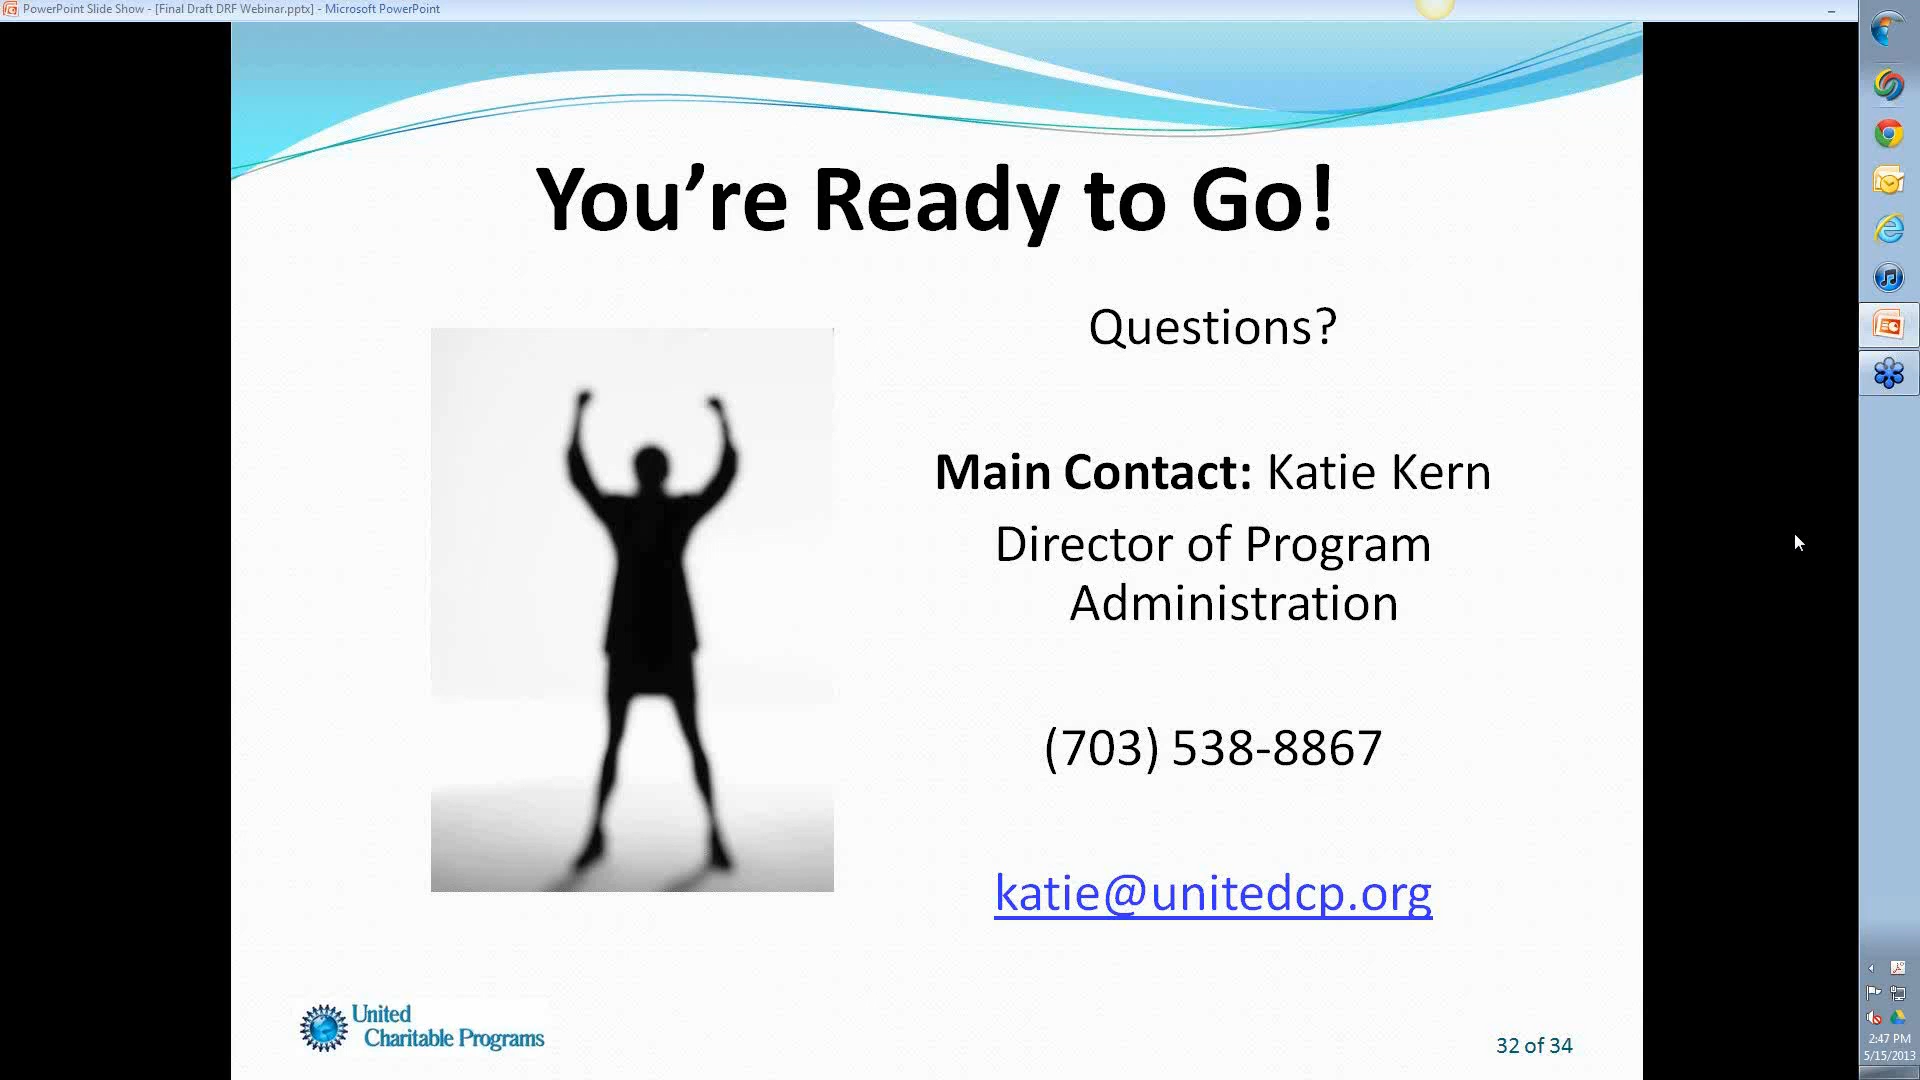 PowerPoint Slide Show - [Final Draft DRF Webinar.pptx] - Microsoft PowerPoint
You’re Ready to Go!
Questions?
Main Contact: Katie Kern
Director of Program
Administration
(703) 538-8867
katie@unitedcp.org
United
Charitable Programs
32 of 34
2:47 PM
5/15/2013